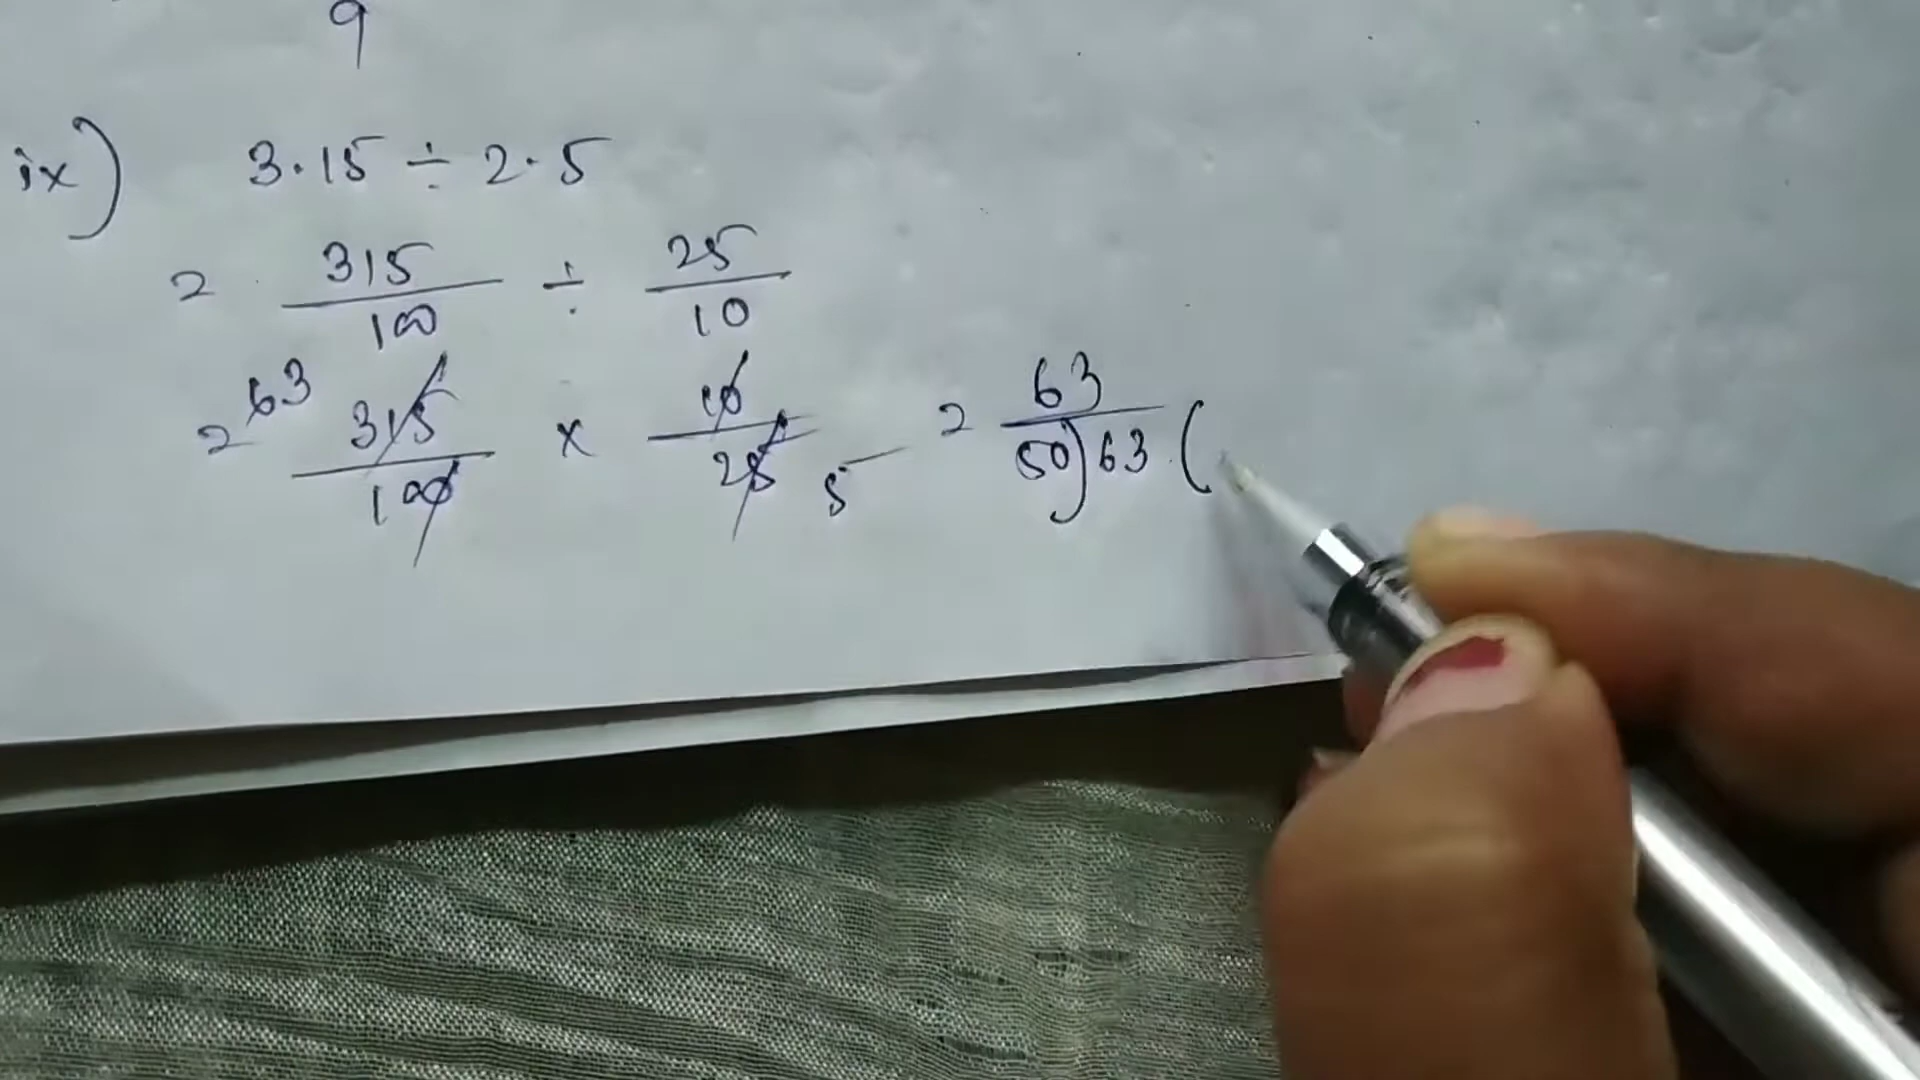 9
ix) 3.15 ÷ 2.5
= 315/100 ÷ 25/10
= 63 315/100 × 10/25 5 = 63/50)63(